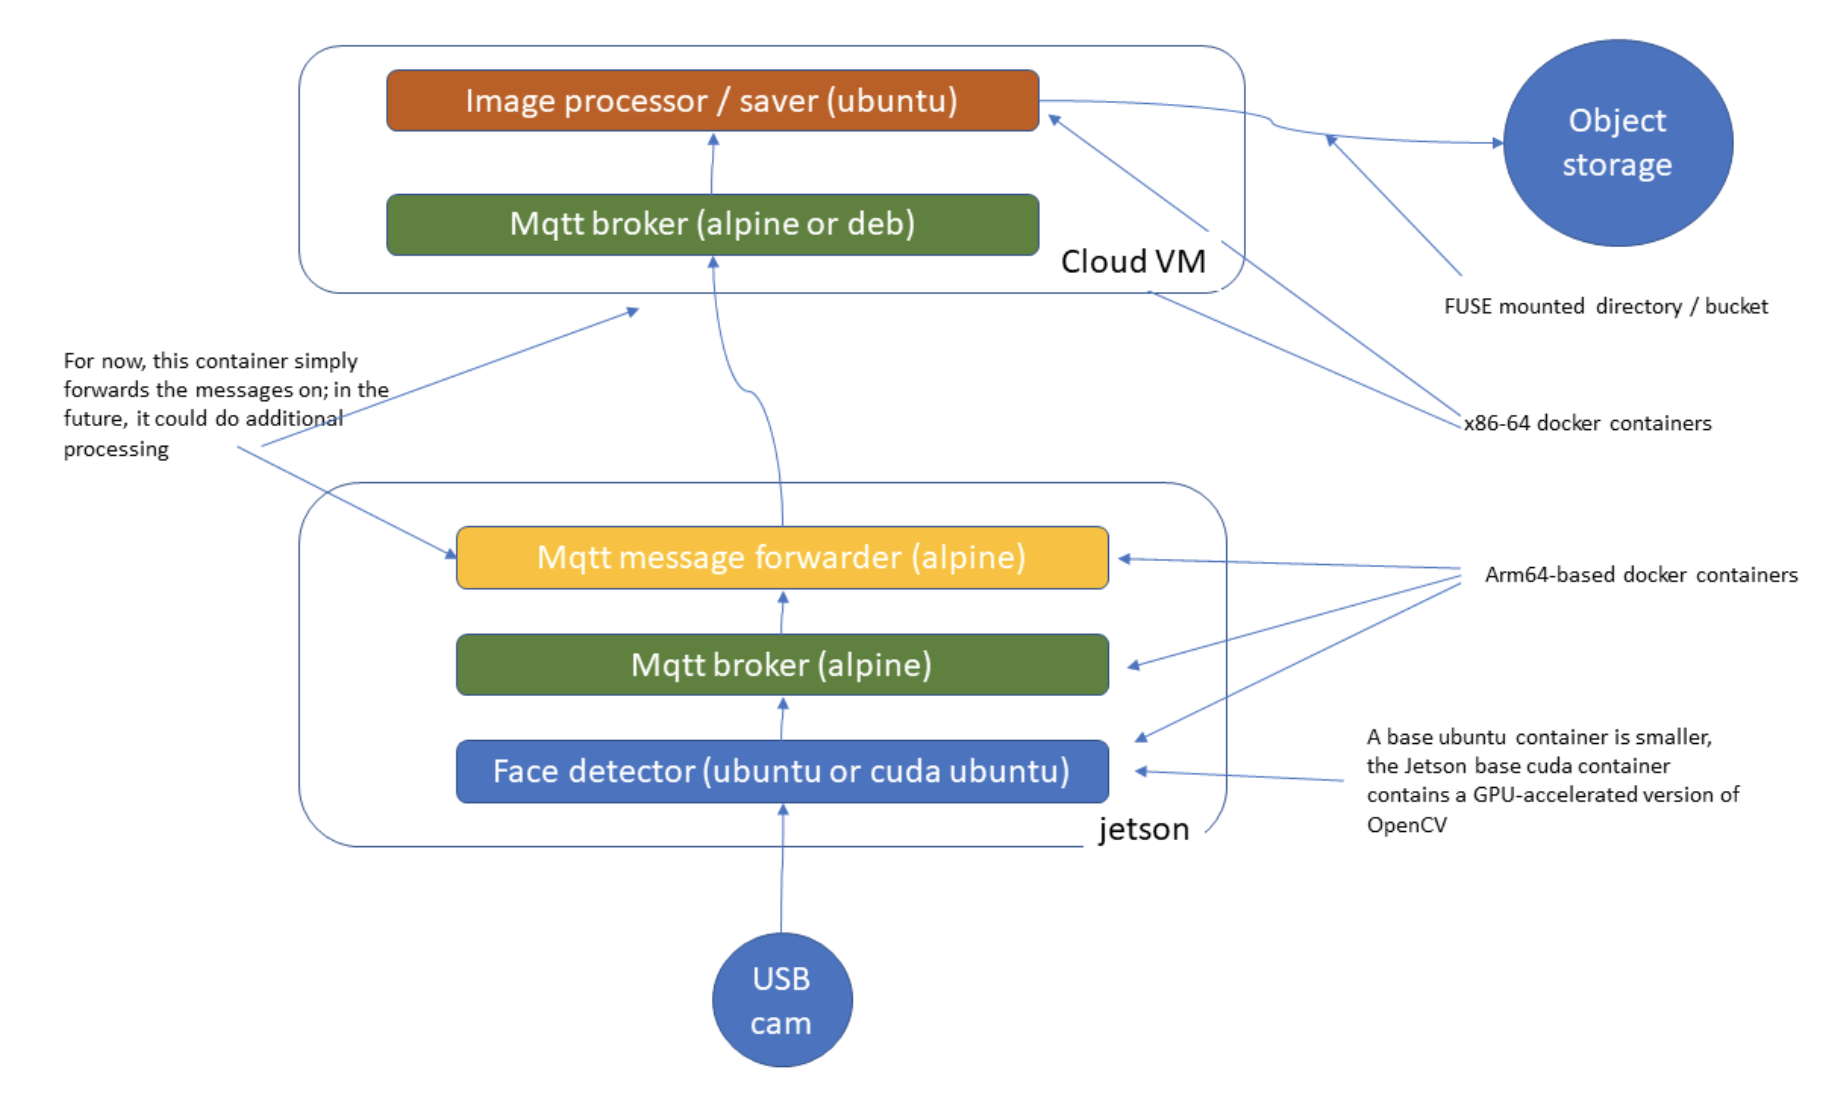 Image processor / saver (ubuntu)
Object
storage
Mqtt broker (alpine or deb)
Cloud VM
FUSE mounted directory / bucket
For now, this container simply
forwards the messages on; in the
future, it could do additional
processing
x86-64 docker containers
Mqtt message forwarder (alpine)
Arm64-based docker containers
Mqtt broker (alpine)
Face detector (ubuntu or cuda ubuntu)
A base ubuntu container is smaller,
the Jetson base cuda container
contains a GPU-accelerated version of
OpenCV
jetson
USB
cam